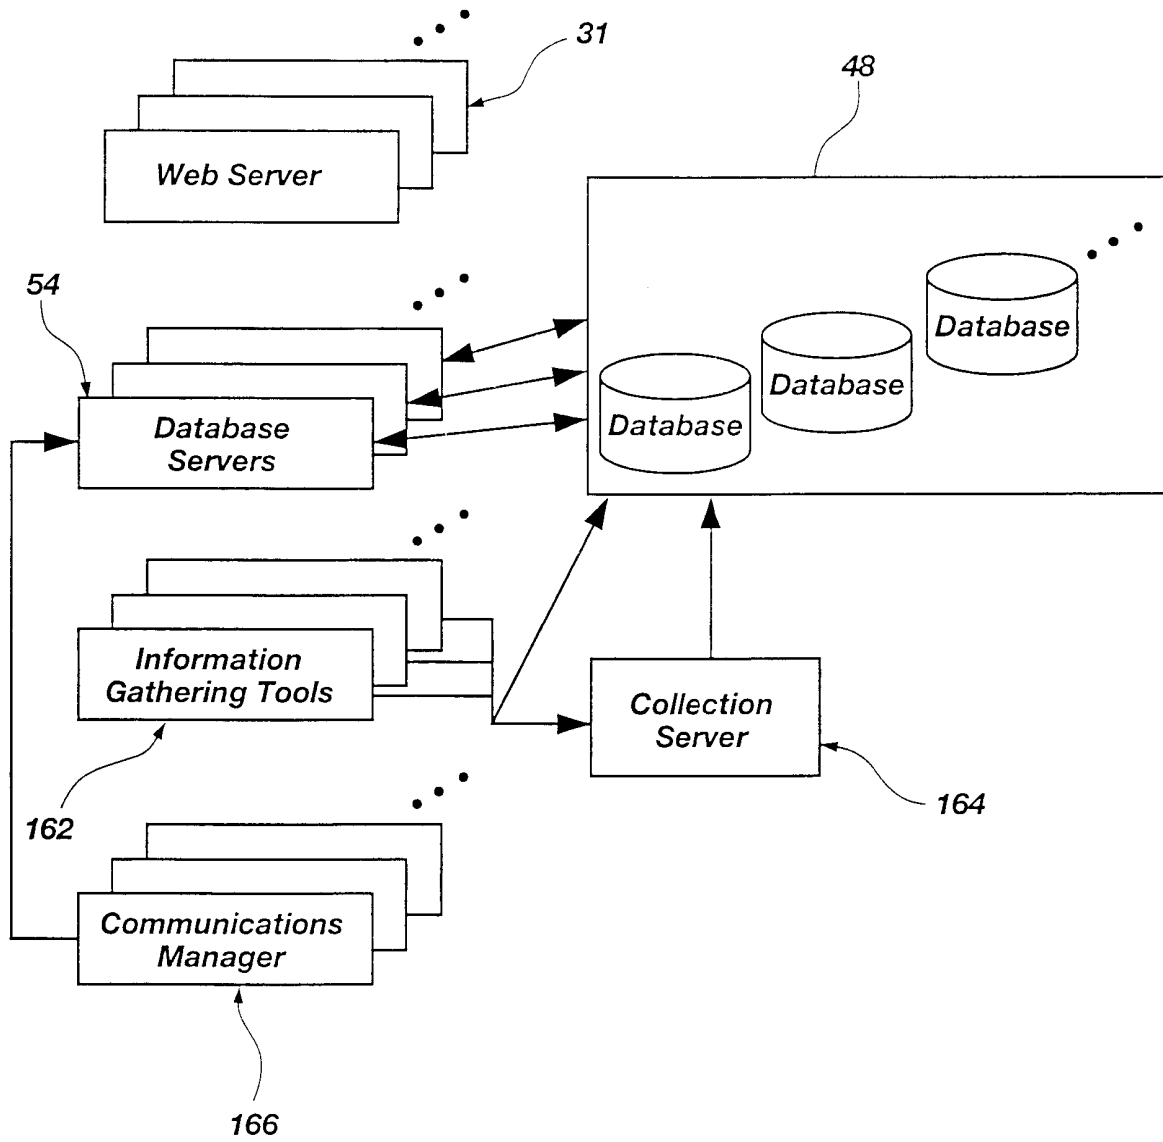 31
Web Server
48
54
Database
Servers
Database
Database
Database
Information
Gathering Tools
Collection
Server
162
164
Communications
Manager
166